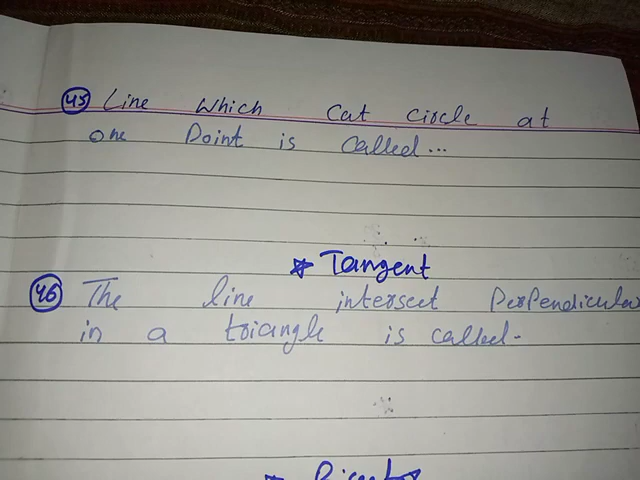 45 Line Which Cat Circle at
one Point is Called...
* Tangent
46 The line intersect Perpendicular
in a triangle is called-